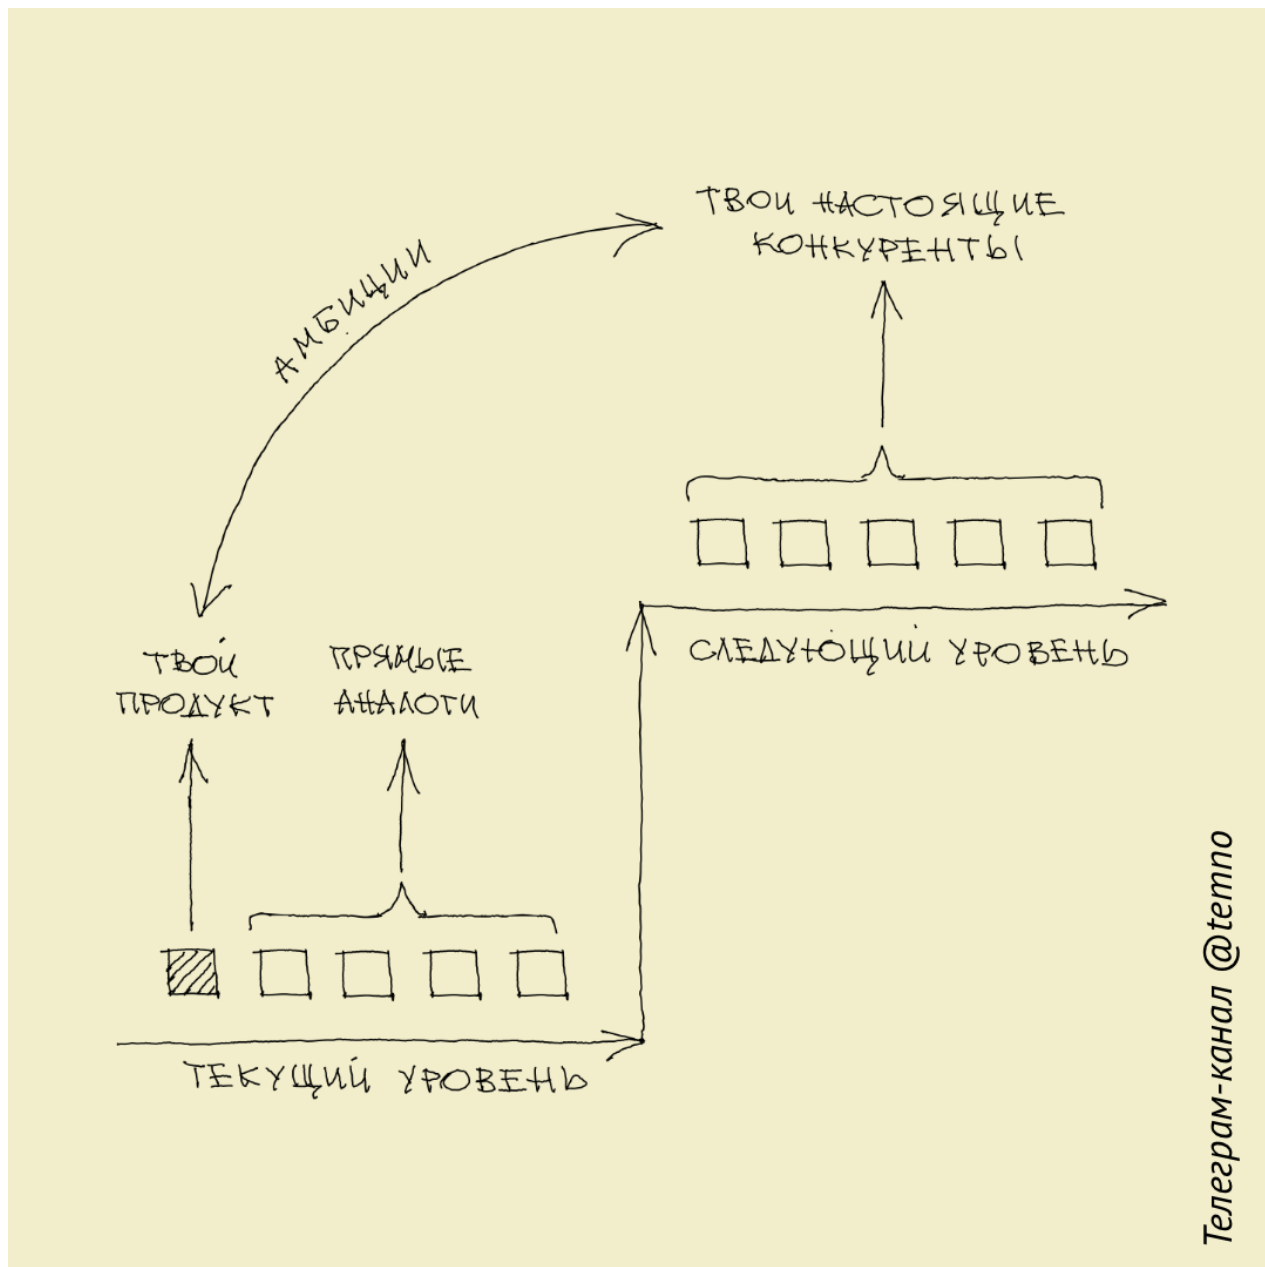 ТВОИ НАСТОЯЩИЕ
КОНКУРЕНТЫ
АМБИЦИИ
ТВОЙ
ПРОДУКТ
ПРЯМЫЕ
АНАЛОГИ
СЛЕДУЮЩИЙ УРОВЕНЬ
ТЕКУЩИЙ УРОВЕНЬ
Телеграм-канал @temno